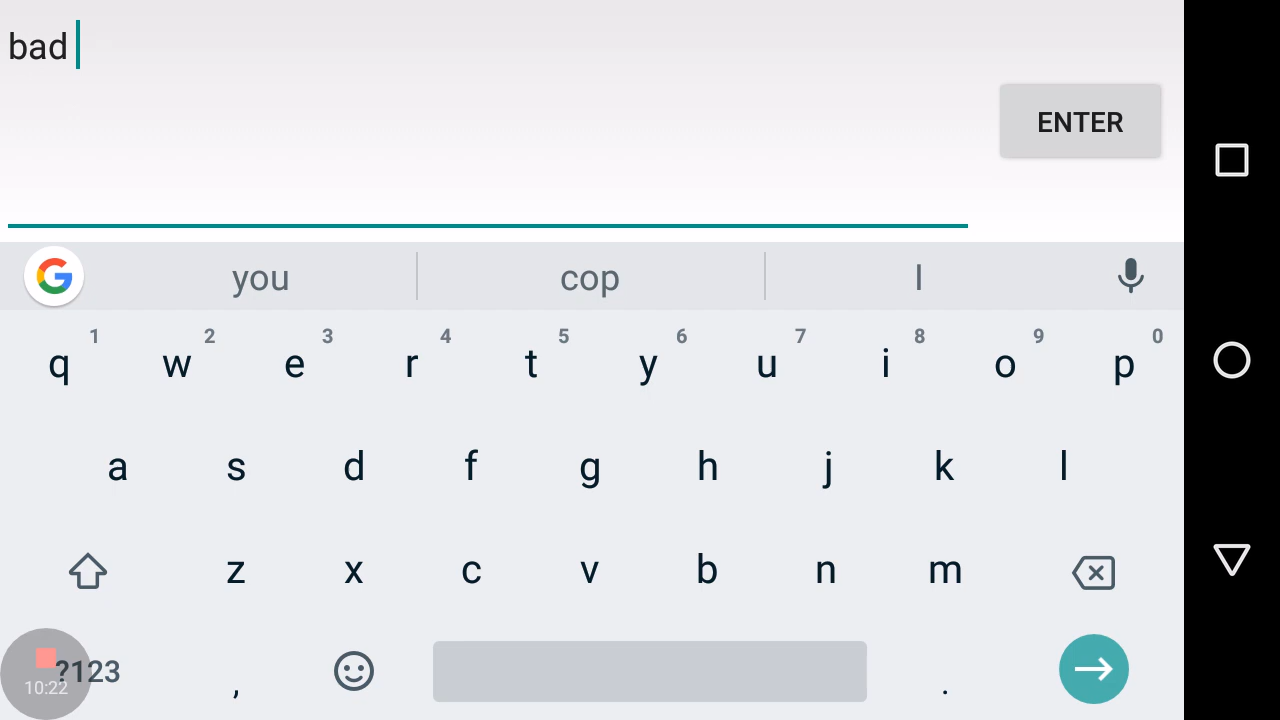 bad
ENTER
you cop I
1 2 3 4 5 6 7 8 9 0
q w e r t y u i o p
a s d f g h j k l
z x c v b n m
?123 , .
10:22